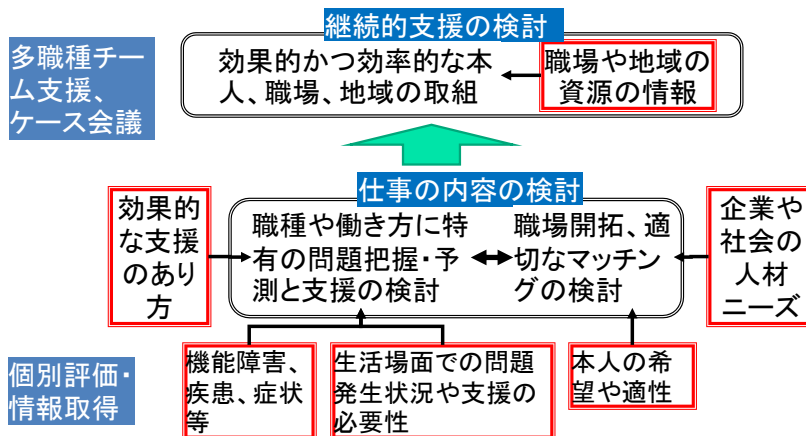 継続的支援の検討
多職種チー
ム支援、
ケース会議
効果的かつ効率的な本
人、職場、地域の取組
職場や地域の
資源の情報
仕事の内容の検討
効果的
な支援
のあり
方
職種や働き方に特
有の問題把握・予
測と支援の検討
職場開拓、適
切なマッチン
グの検討
企業や
社会の
人材
ニーズ
個別評価・
情報取得
機能障害、
疾患、症状
等
生活場面での問題
発生状況や支援の
必要性
本人の希
望や適性